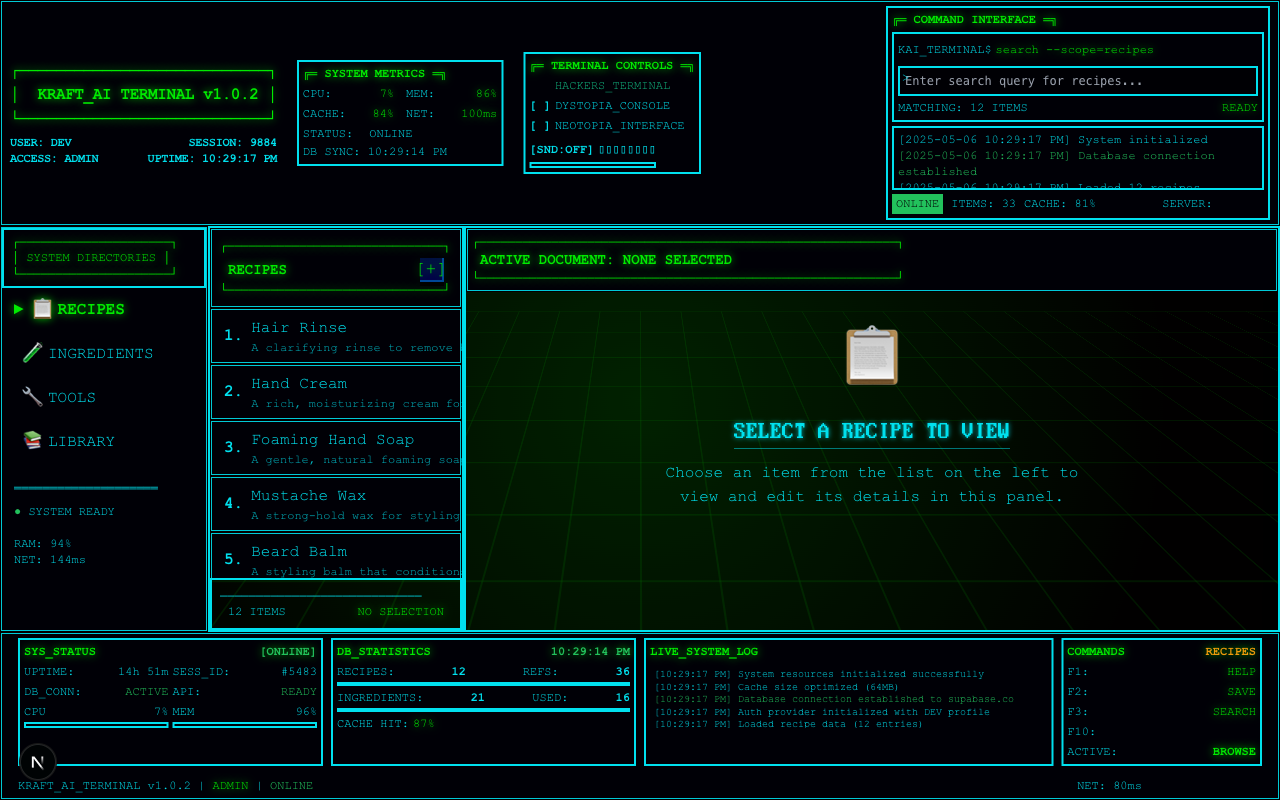 KRAFT_AI TERMINAL v1.0.2
USER: DEV SESSION: 9884
ACCESS: ADMIN UPTIME: 10:29:17 PM
SYSTEM METRICS
CPU: 7% MEM: 86%
CACHE: 84% NET: 100ms
STATUS: ONLINE
DB SYNC: 10:29:14 PM
TERMINAL CONTROLS
HACKERS_TERMINAL
[ ] DYSTOPIA_CONSOLE
[ ] NEOTOPIA_INTERFACE
[SND:OFF] ▯▯▯▯▯▯▯▯
COMMAND INTERFACE
KAI_TERMINAL$ search --scope=recipes
Enter search query for recipes...
MATCHING: 12 ITEMS READY
[2025-05-06 10:29:17 PM] System initialized
[2025-05-06 10:29:17 PM] Database connection
established
[2025-05-06 10:29:17 PM] Loaded 12 recipes
ONLINE ITEMS: 33 CACHE: 81% SERVER:
SYSTEM DIRECTORIES
▶ RECIPES
INGREDIENTS
TOOLS
LIBRARY
● SYSTEM READY
RAM: 94%
NET: 144ms
RECIPES [+]
1. Hair Rinse
A clarifying rinse to remove
2. Hand Cream
A rich, moisturizing cream fo
3. Foaming Hand Soap
A gentle, natural foaming soa
4. Mustache Wax
A strong-hold wax for styling
5. Beard Balm
A styling balm that condition
12 ITEMS NO SELECTION
ACTIVE DOCUMENT: NONE SELECTED
SELECT A RECIPE TO VIEW
Choose an item from the list on the left to
view and edit its details in this panel.
SYS_STATUS [ONLINE]
UPTIME: 14h 51m SESS_ID: #5483
DB_CONN: ACTIVE API: READY
CPU 7% MEM 96%
DB_STATISTICS 10:29:14 PM
RECIPES: 12 REFS: 36
INGREDIENTS: 21 USED: 16
CACHE HIT: 87%
LIVE_SYSTEM_LOG
[10:29:17 PM] System resources initialized successfully
[10:29:17 PM] Cache size optimized (64MB)
[10:29:17 PM] Database connection established to supabase.co
[10:29:17 PM] Auth provider initialized with DEV profile
[10:29:17 PM] Loaded recipe data (12 entries)
COMMANDS RECIPES
F1: HELP
F2: SAVE
F3: SEARCH
F10:
ACTIVE: BROWSE
N
KRAFT_AI_TERMINAL v1.0.2 | ADMIN | ONLINE NET: 80ms